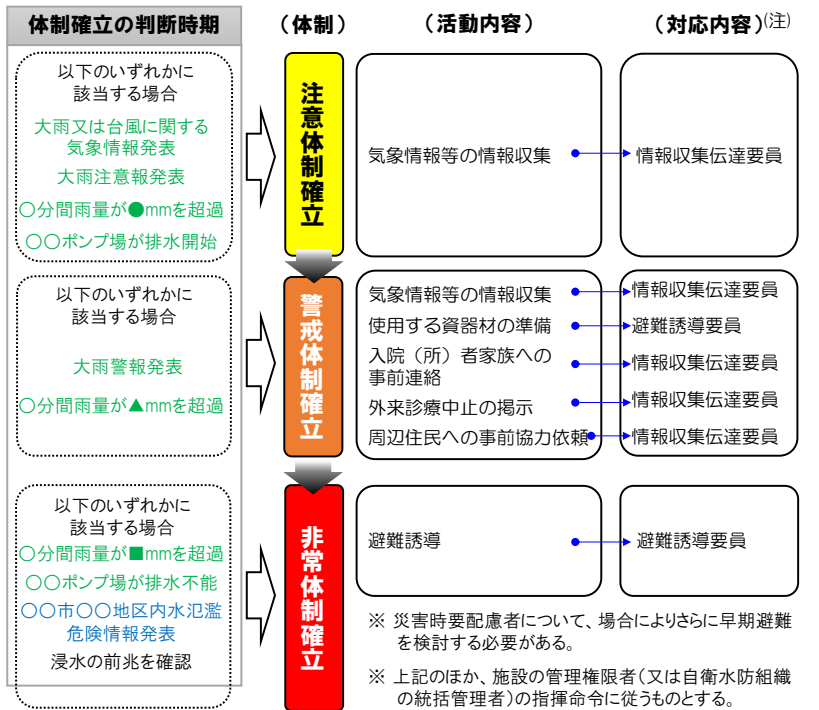 体制確立の判断時期
(体制)
(活動内容)
(対応内容)(注)
以下のいずれかに
該当する場合
大雨又は台風に関する
気象情報発表
大雨注意報発表
〇分間雨量が●mmを超過
〇〇ポンプ場が排水開始
注意体制確立
気象情報等の情報収集
情報収集伝達要員
以下のいずれかに
該当する場合
大雨警報発表
〇分間雨量が▲mmを超過
警戒体制確立
気象情報等の情報収集
情報収集伝達要員
使用する資器材の準備
避難誘導要員
入院（所）者家族への
事前連絡
情報収集伝達要員
外来診療中止の掲示
情報収集伝達要員
周辺住民への事前協力依頼
情報収集伝達要員
以下のいずれかに
該当する場合
〇分間雨量が■mmを超過
〇〇ポンプ場が排水不能
〇〇市〇〇地区内水氾濫
危険情報発表
浸水の前兆を確認
非常体制確立
避難誘導
避難誘導要員
※ 災害時要配慮者について、場合によりさらに早期避難
を検討する必要がある。
※ 上記のほか、施設の管理権限者(又は自衛水防組織
の統括管理者)の指揮命令に従うものとする。